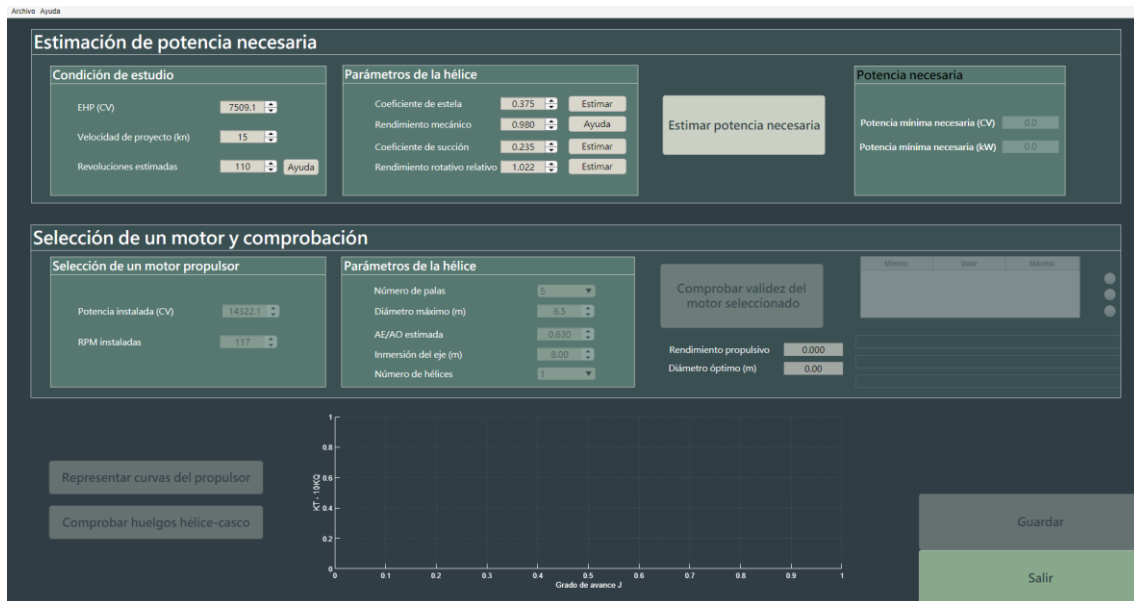 Archivo Ayuda
Estimación de potencia necesaria
Condición de estudio
EHP (CV) 7509.1
Velocidad de proyecto (kn) 15
Revoluciones estimadas 110 Ayuda
Parámetros de la hélice
Coeficiente de estela 0.375 Estimar
Rendimiento mecánico 0.980 Ayuda
Coeficiente de succión 0.235 Estimar
Rendimiento rotativo relativo 1.022 Estimar
Estimar potencia necesaria
Potencia necesaria
Potencia mínima necesaria (CV) 0.0
Potencia mínima necesaria (kW) 0.0
Selección de un motor y comprobación
Selección de un motor propulsor
Potencia instalada (CV) 14322.1
RPM instaladas 117
Parámetros de la hélice
Número de palas 5
Diámetro máximo (m) 6.5
AE/AO estimada 0.630
Inmersión del eje (m) 8.00
Número de hélices 1
Comprobar validez del
motor seleccionado
Rendimiento propulsivo 0.000
Diámetro óptimo (m) 0.00
Mínimo Valor Máximo
Representar curvas del propulsor
Comprobar huelgos hélice-casco
KT - 10KQ
1
0.8
0.6
0.4
0.2
0
0 0.1 0.2 0.3 0.4 0.5 0.6 0.7 0.8 0.9 1
Grado de avance J
Guardar
Salir